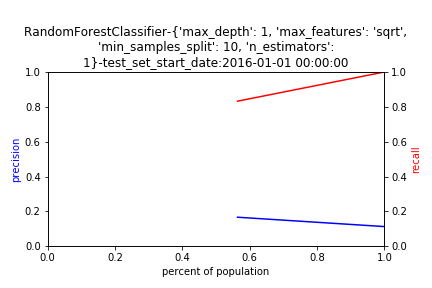 RandomForestClassifier-{'max_depth': 1, 'max_features': 'sqrt',
'min_samples_split': 10, 'n_estimators':
1}-test_set_start_date:2016-01-01 00:00:00
1.0
0.8
0.6
0.4
0.2
0.0
precision
1.0
0.8
0.6
0.4
0.2
0.0
recall
0.0 0.2 0.4 0.6 0.8 1.0
percent of population